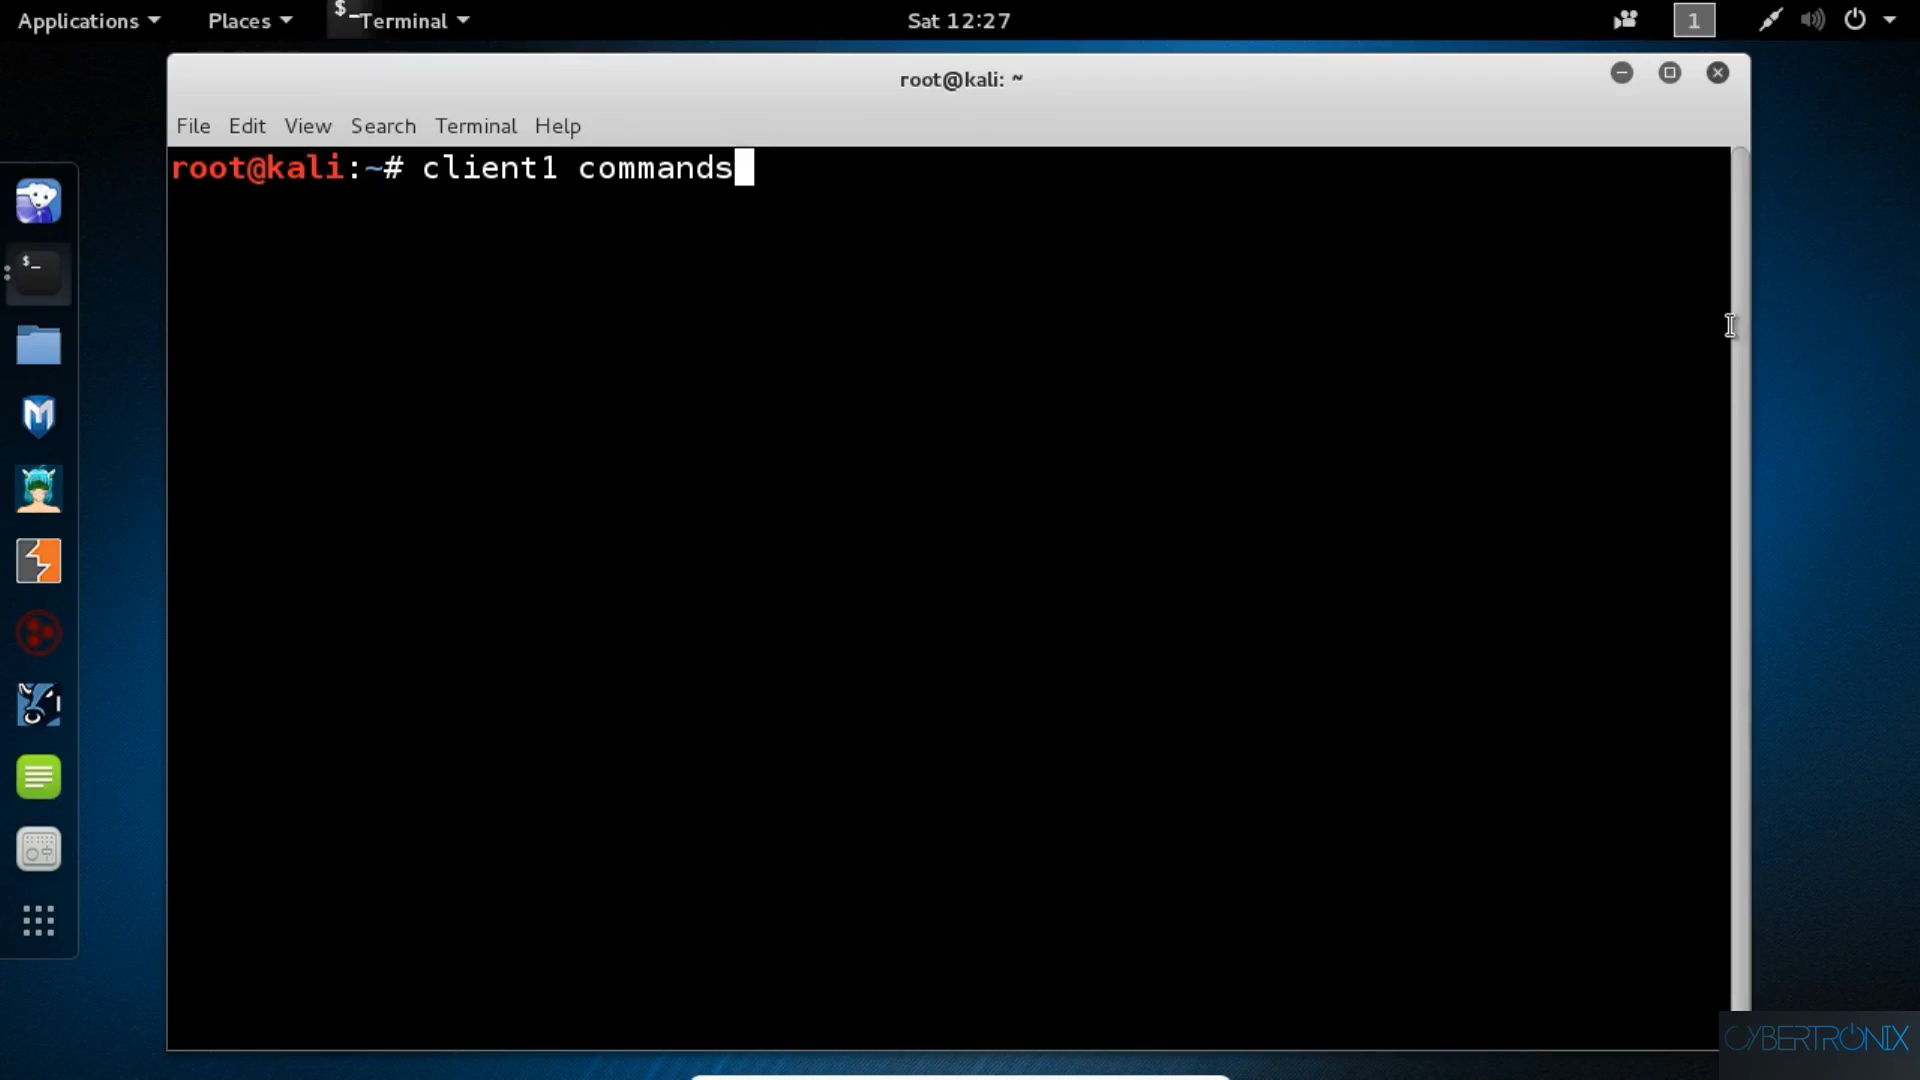 Applications Places Terminal Sat 12:27 1
root@kali: ~
File Edit View Search Terminal Help
root@kali:~# client1 commands
$_
CYBERTRONIX